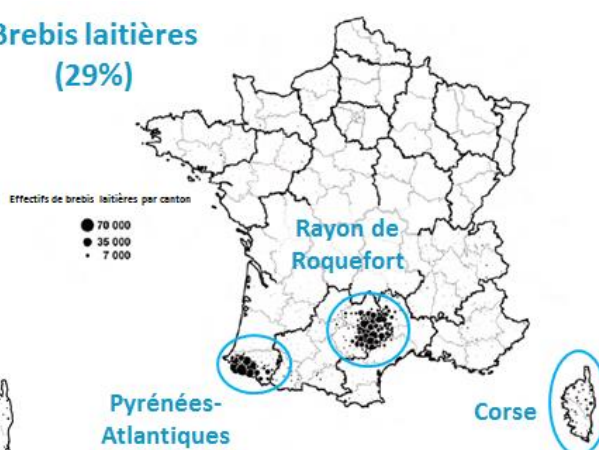 Brebis laitières
(29%)
Effectifs de brebis laitières par canton
70 000
35 000
7 000
Rayon de
Roquefort
Pyrénées-
Atlantiques
Corse